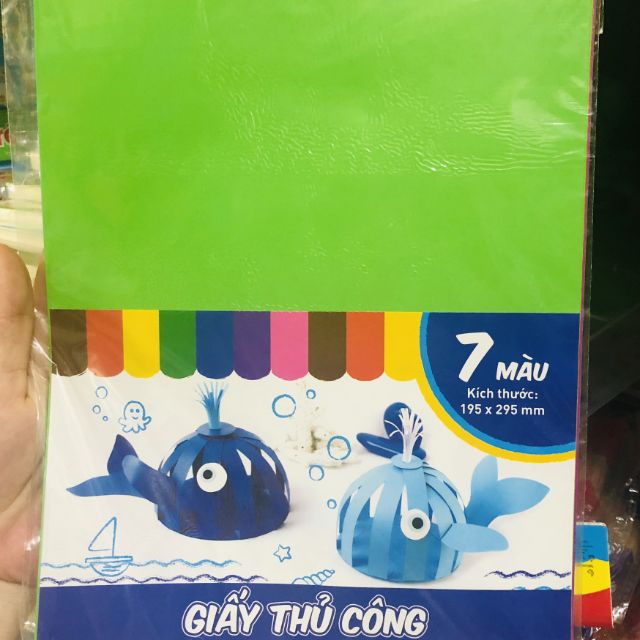 7 MÀU
Kích thước:
195 x 295 mm
GIẤY THỦ CÔNG